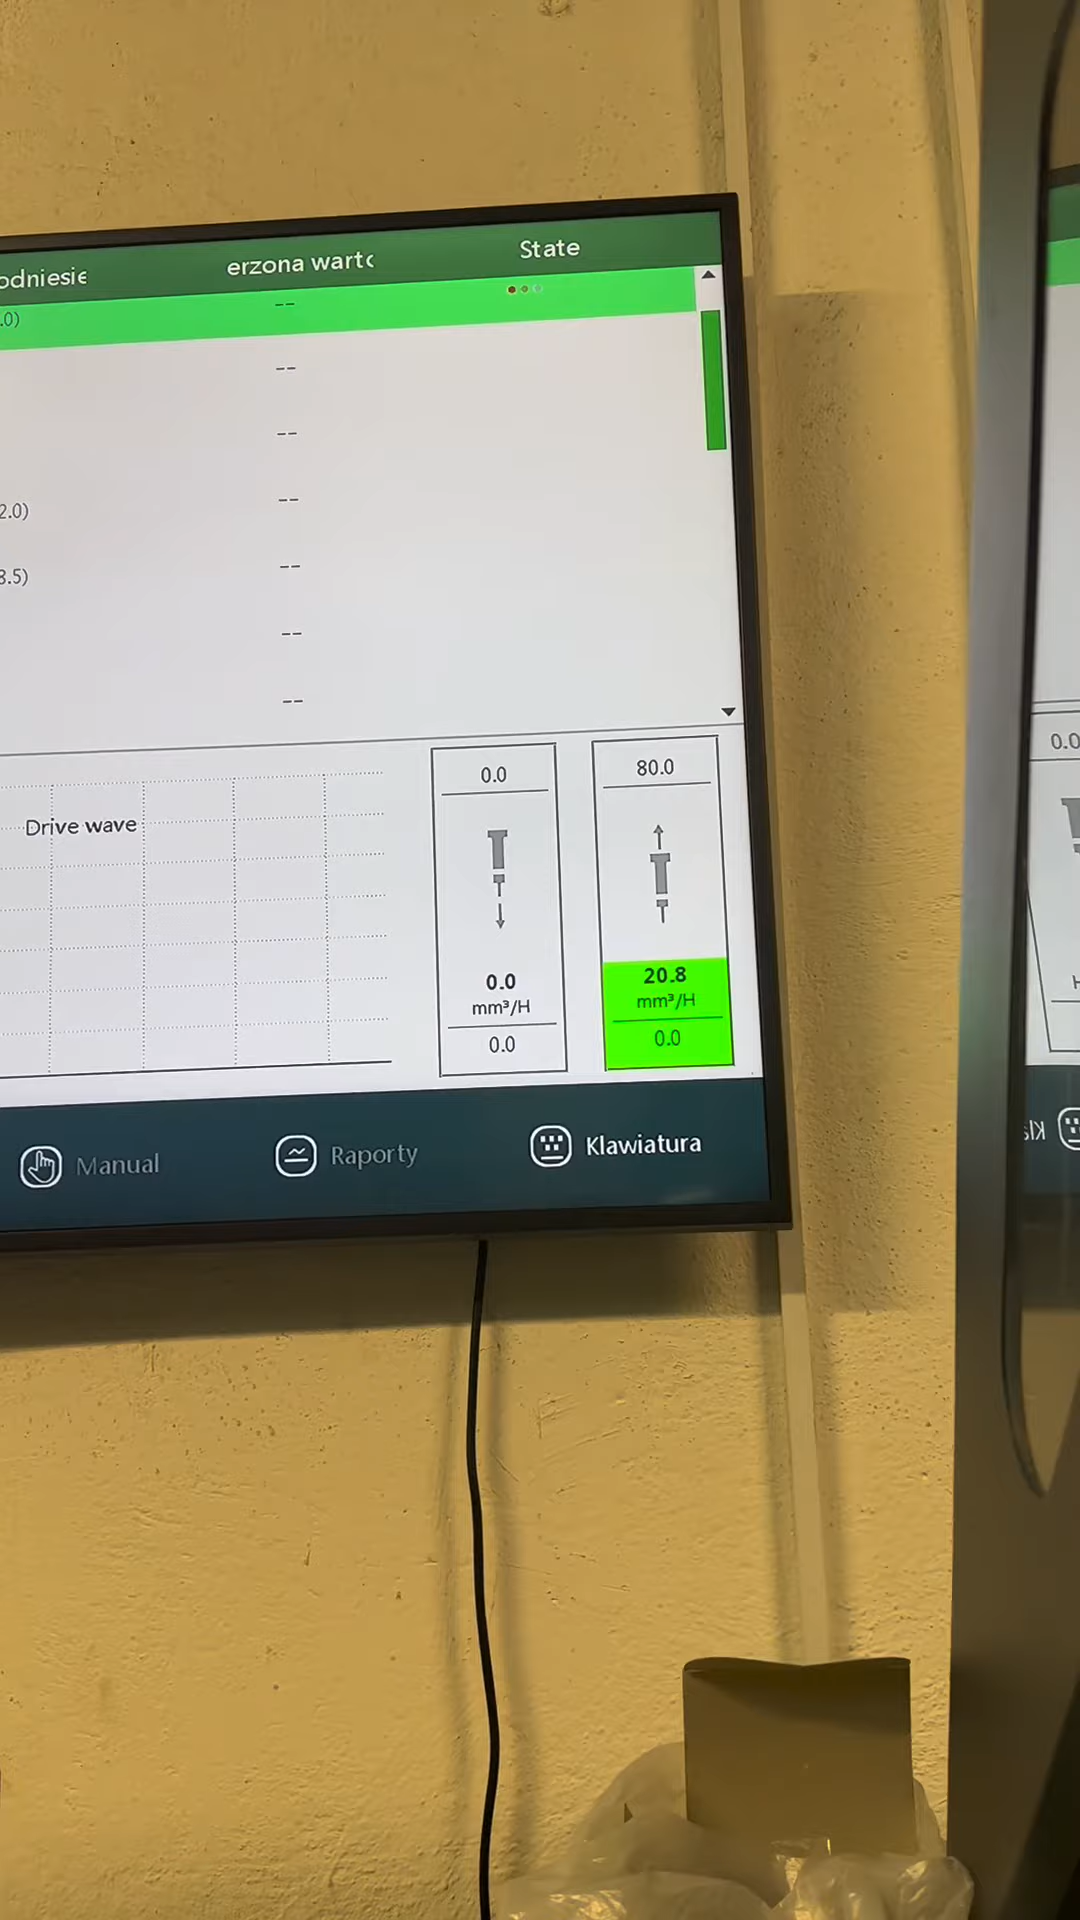 odniesie erzona wartc State
.0) --
--
--
2.0) --
3.5) --
--
--
0.0 80.0
Drive wave
0.0 20.8
mm³/H mm³/H
0.0 0.0
Manual Raporty Klawiatura
0.0